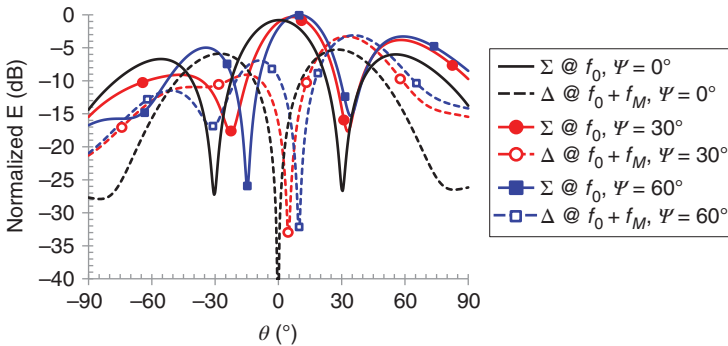 Normalized E (dB)
0
–5
–10
–15
–20
–25
–30
–35
–40
–90
–60
–30
0
30
60
90
θ (°)
Σ @ f0, Ψ = 0°
Δ @ f0 + fM, Ψ = 0°
Σ @ f0, Ψ = 30°
Δ @ f0 + fM, Ψ = 30°
Σ @ f0, Ψ = 60°
Δ @ f0 + fM, Ψ = 60°